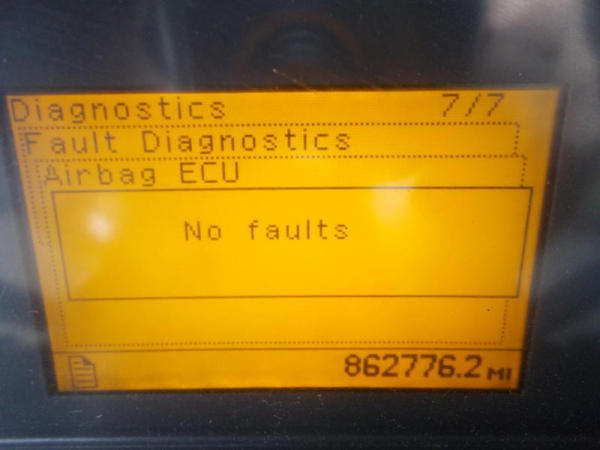 Diagnostics 7/7
Fault Diagnostics
Airbag ECU
No faults
862776.2 MI